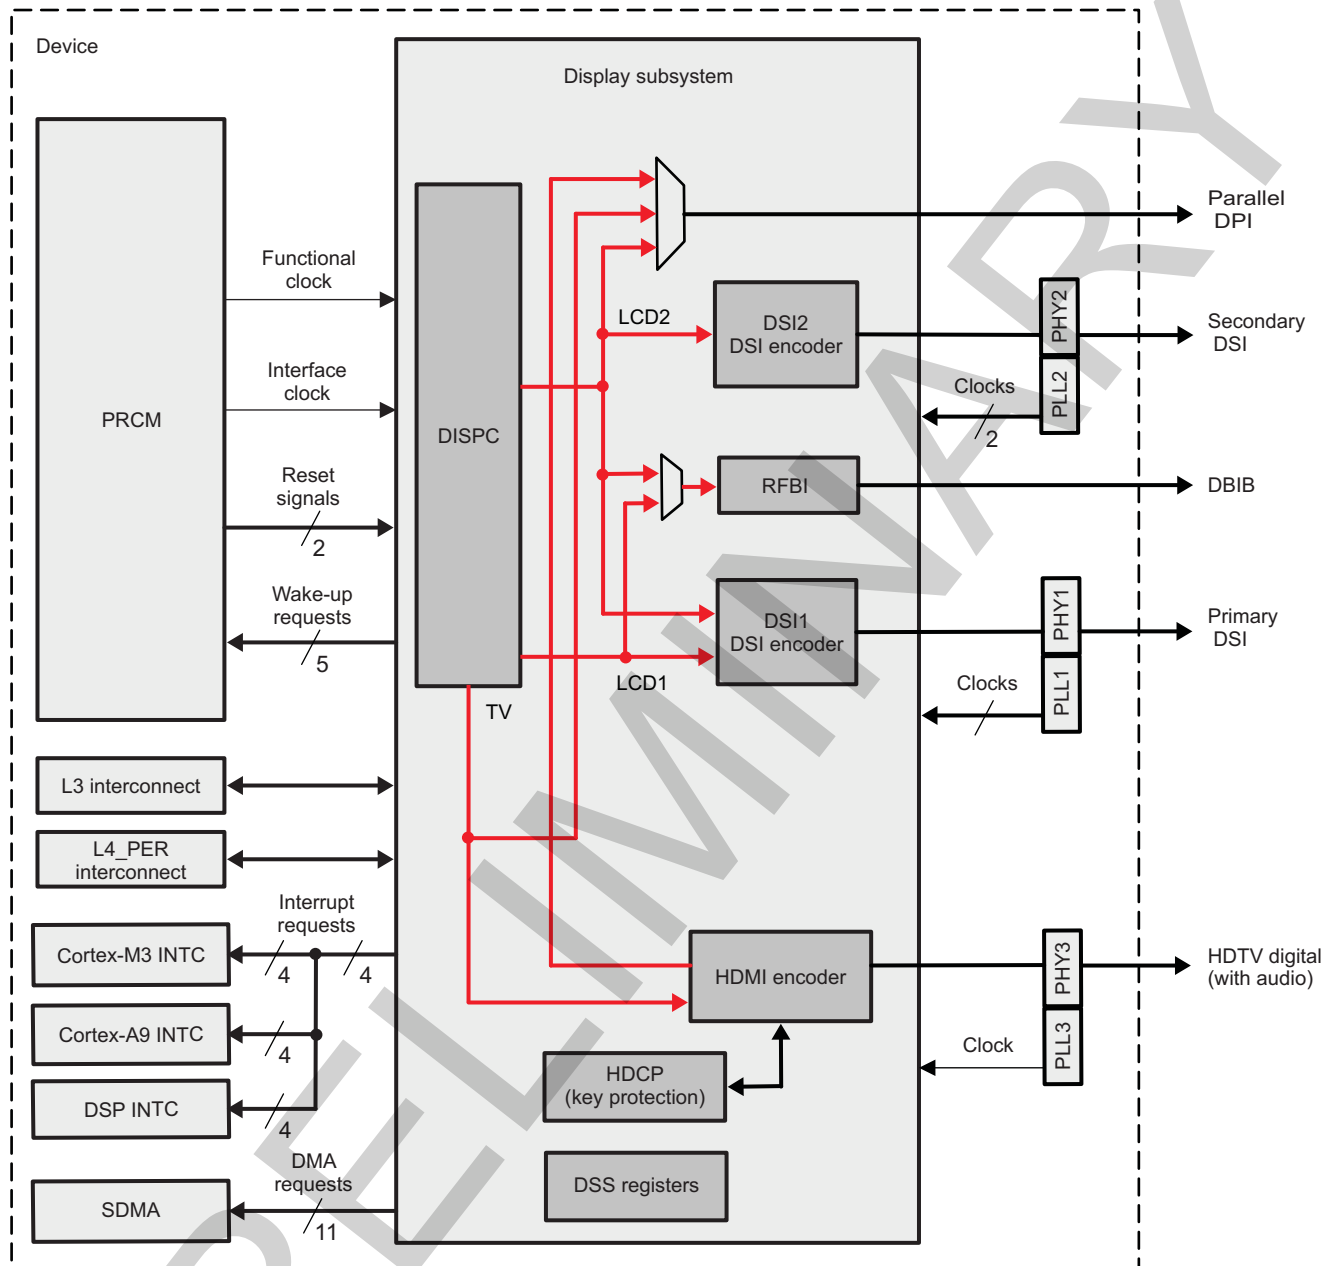 Device
Display subsystem
PRCM
Functional
clock
Interface
clock
Reset
signals
2
Wake-up
requests
5
DISPC
LCD2
DSI2
DSI encoder
RFBI
DSI1
DSI encoder
LCD1
TV
Parallel
DPI
PHY2
PLL2
Secondary
DSI
Clocks
2
DBIB
PHY1
PLL1
Primary
DSI
Clocks
L3 interconnect
L4_PER
interconnect
Interrupt
requests
Cortex-M3 INTC
4
4
Cortex-A9 INTC
4
DSP INTC
4
DMA
requests
SDMA
11
HDMI encoder
PHY3
PLL3
HDTV digital
(with audio)
Clock
HDCP
(key protection)
DSS registers
RELIMINARY